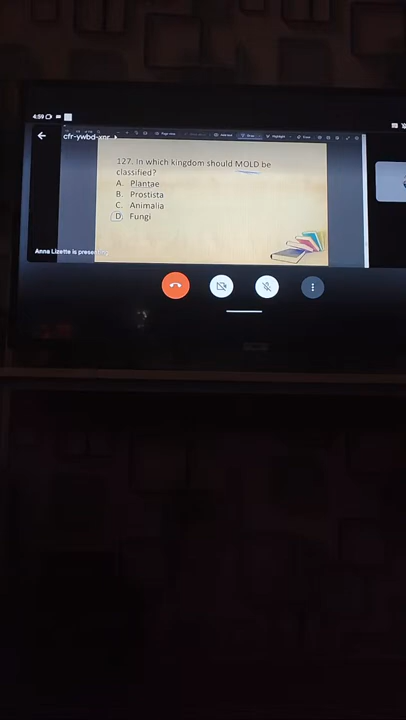 4:59
cfr-ywbd-xnr
127. In which kingdom should MOLD be
classified?
A. Plantae
B. Prostista
C. Animalia
D. Fungi
Anna Lizette is presenting